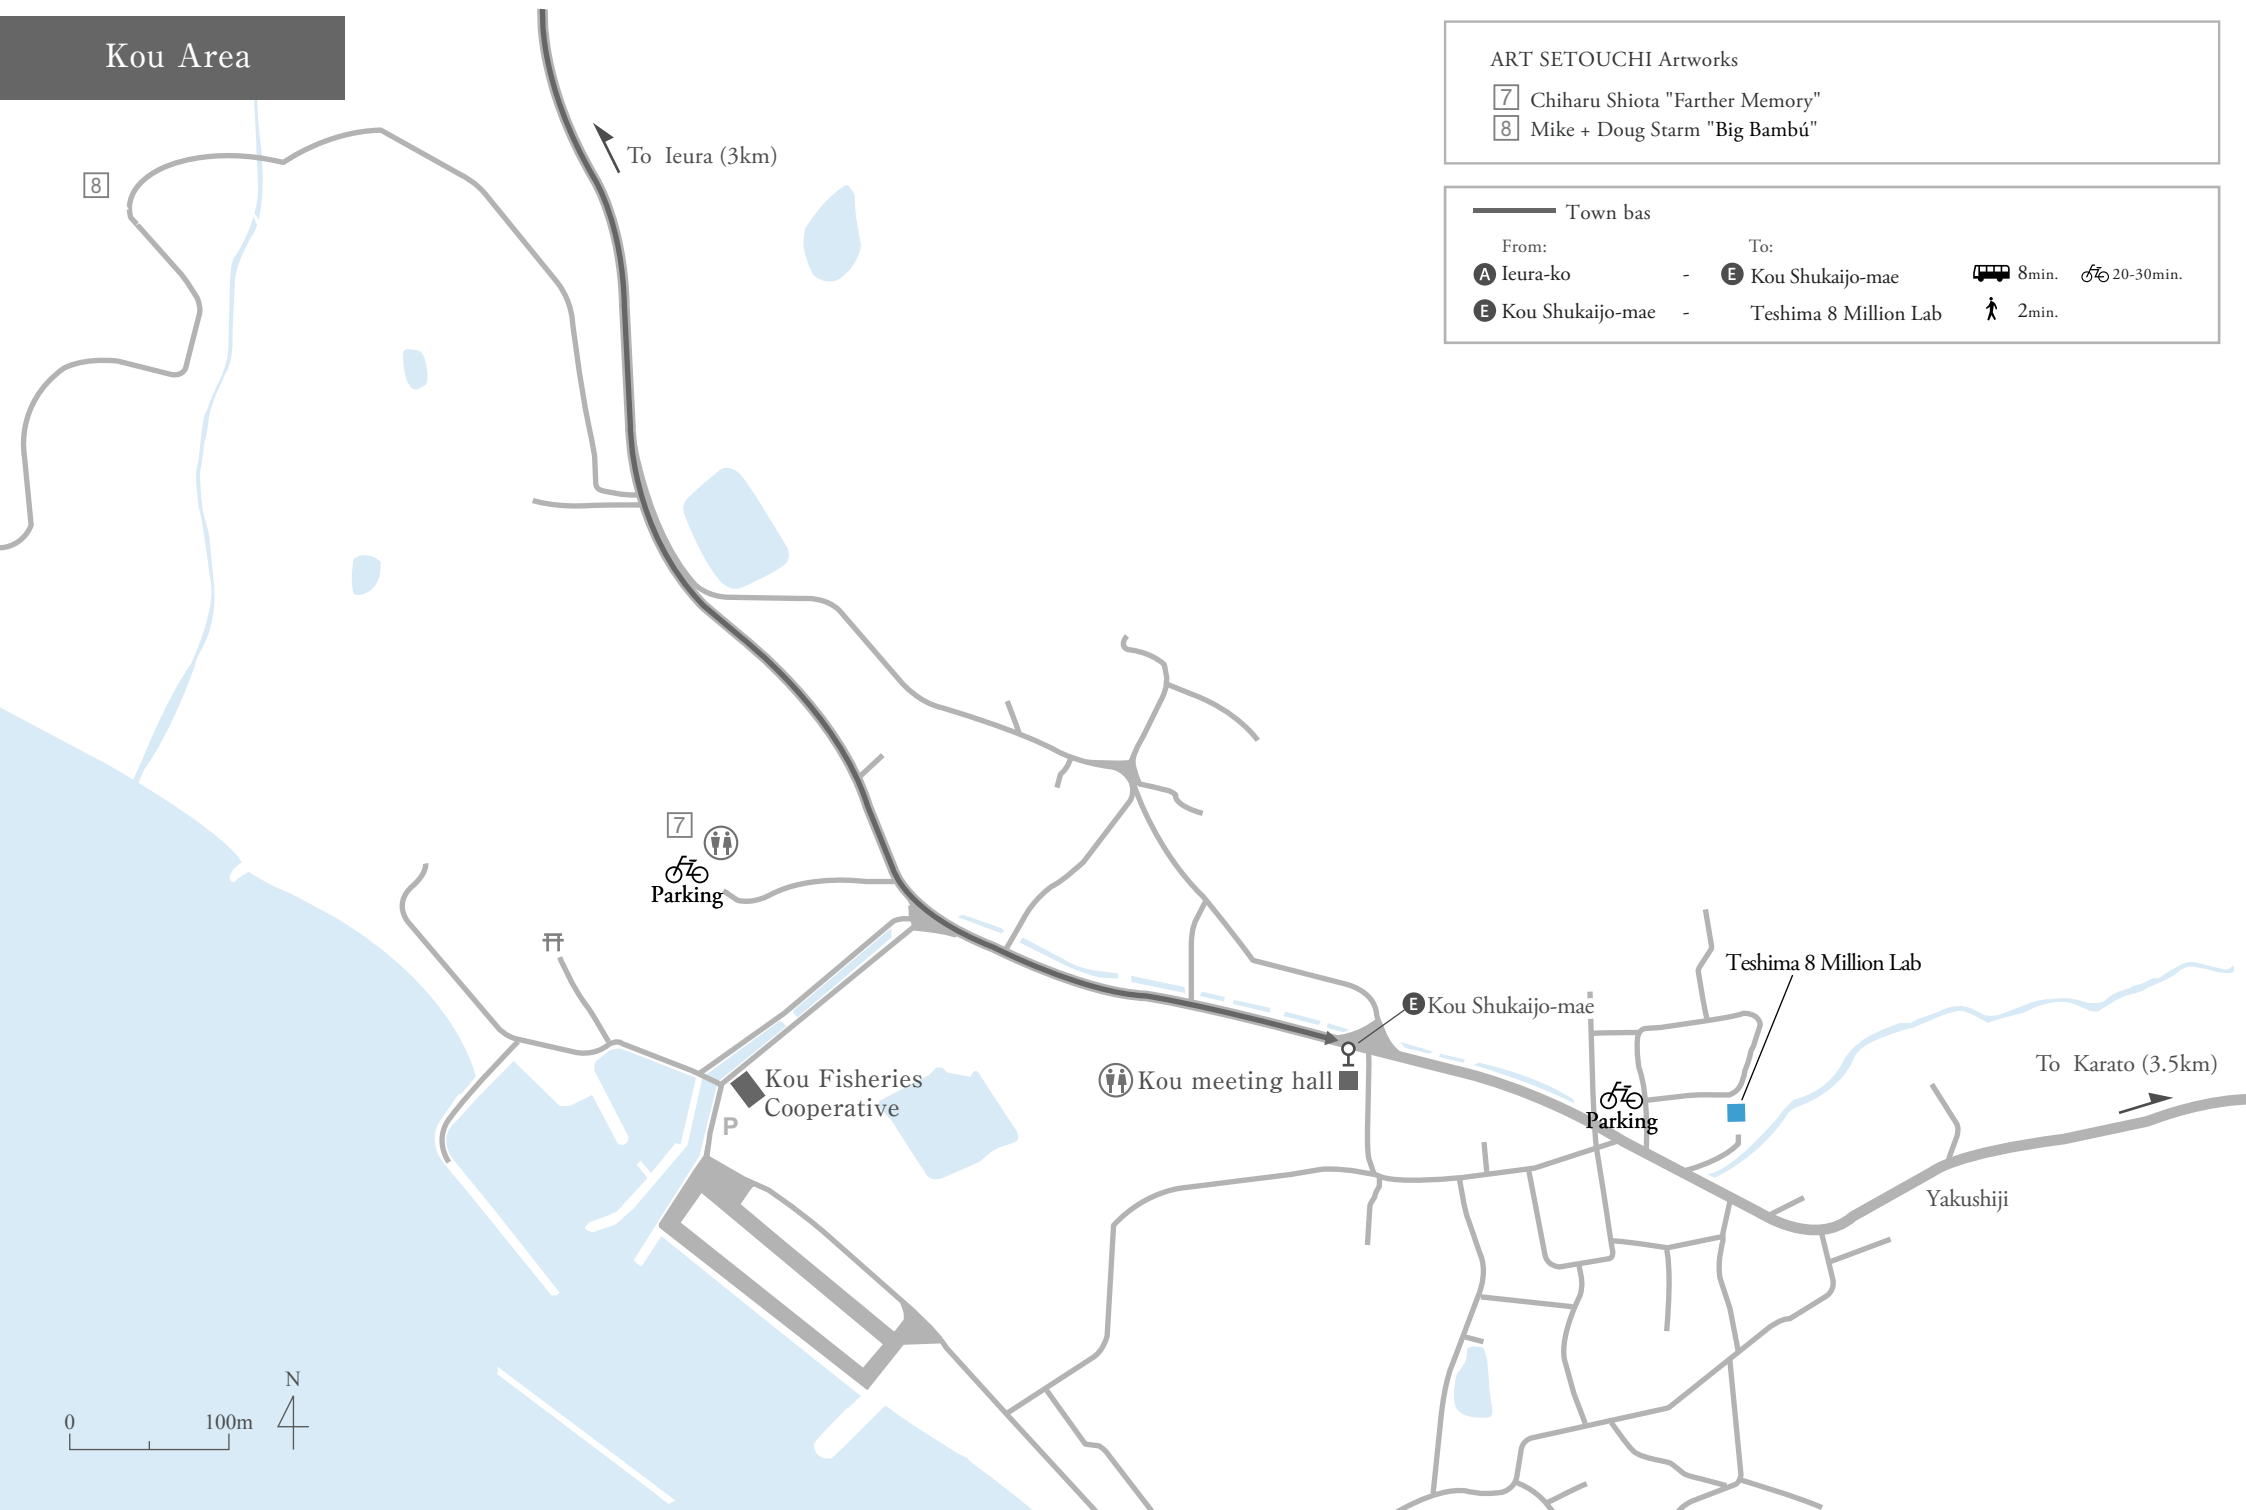 Kou Area
ART SETOUCHI Artworks
7 Chiharu Shiota "Farther Memory"
8 Mike + Doug Starm "Big Bambú"
To Ieura (3km)
8
Town bas
From: To:
A Ieura-ko - E Kou Shukaijo-mae 8min. 20-30min.
E Kou Shukaijo-mae - Teshima 8 Million Lab 2min.
7
Parking
Teshima 8 Million Lab
E Kou Shukaijo-mae
To Karato (3.5km)
Kou meeting hall
Kou Fisheries
Cooperative
Parking
P
Yakushiji
N
0 100m